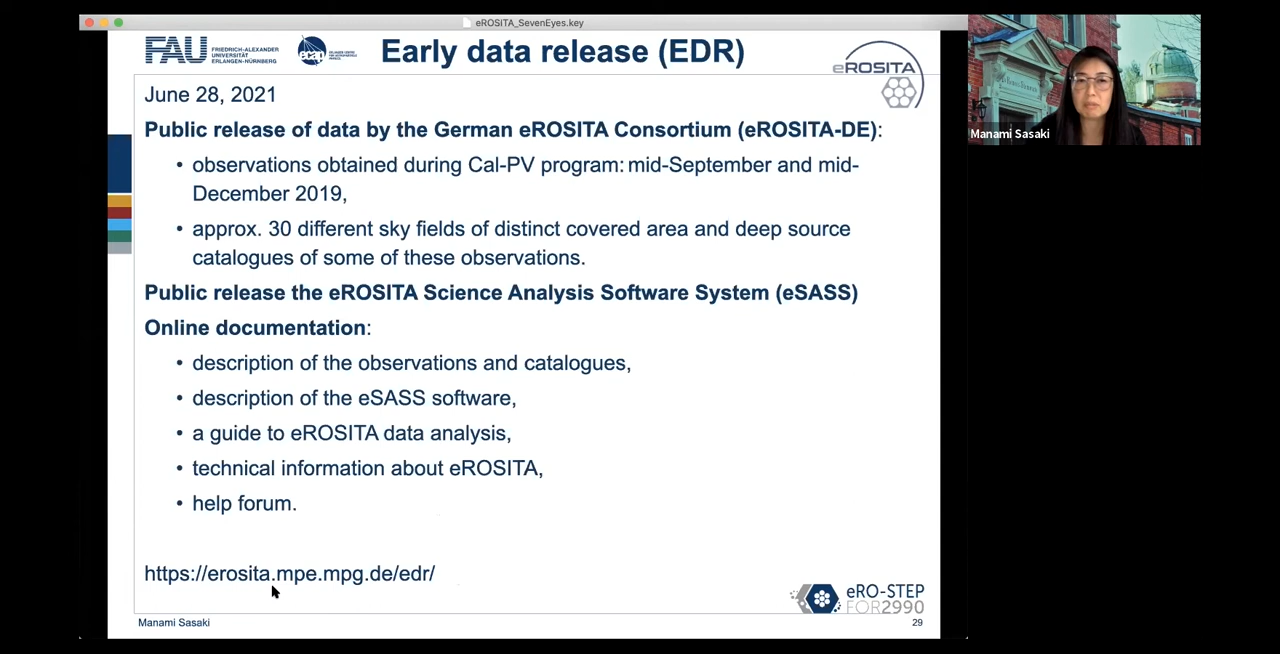 eROSITA_SevenEyes.key
FAU FRIEDRICH-ALEXANDER
UNIVERSITÄT
ERLANGEN-NÜRNBERG
Early data release (EDR)
eROSITA
June 28, 2021
Public release of data by the German eROSITA Consortium (eROSITA-DE):
• observations obtained during Cal-PV program: mid-September and mid-
December 2019,
• approx. 30 different sky fields of distinct covered area and deep source
catalogues of some of these observations.
Public release the eROSITA Science Analysis Software System (eSASS)
Online documentation:
• description of the observations and catalogues,
• description of the eSASS software,
• a guide to eROSITA data analysis,
• technical information about eROSITA,
• help forum.
https://erosita.mpe.mpg.de/edr/
eRO-STEP
FOR2990
Manami Sasaki
29
Manami Sasaki